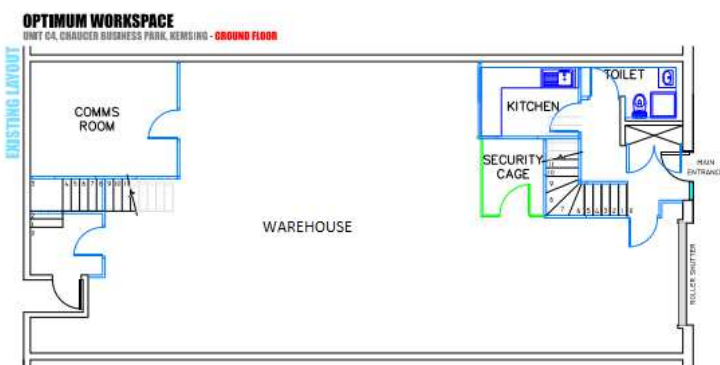 OPTIMUM WORKSPACE
UNIT C4, CHAUCER BUSINESS PARK, KEMSING - GROUND FLOOR
EXISTING LAYOUT
COMMS
ROOM
KITCHEN
TOILET
SECURITY
CAGE
MAIN
ENTRANCE
WAREHOUSE
ROLLER SHUTTER